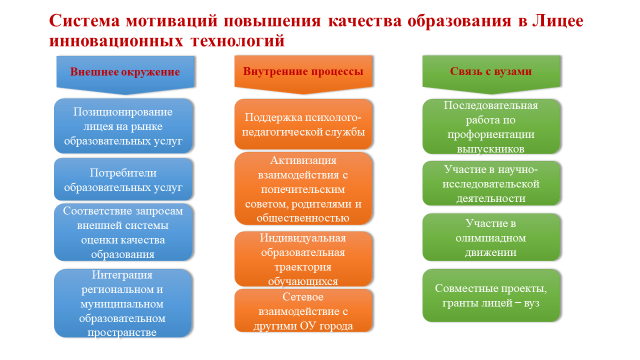 Система мотиваций повышения качества образования в Лицее
инновационных технологий
Внешнее окружение
Позиционирование
лицея на рынке
образовательных услуг
Потребители
образовательных услуг
Соответствие запросам
внешней системы
оценки качества
образования
Интеграция
региональном и
муниципальном
образовательном
пространстве
Внутренние процессы
Поддержка психолого-
педагогической службы
Активизация
взаимодействия с
попечительским
советом, родителями и
общественностью
Индивидуальная
образовательная
траектория
обучающихся
Сетевое
взаимодействие с
другими ОУ города
Связь с вузами
Последовательная
работа по
профориентации
выпускников
Участие в научно-
исследовательской
деятельности
Участие в
олимпиадном
движении
Совместные проекты,
гранты лицей – вуз